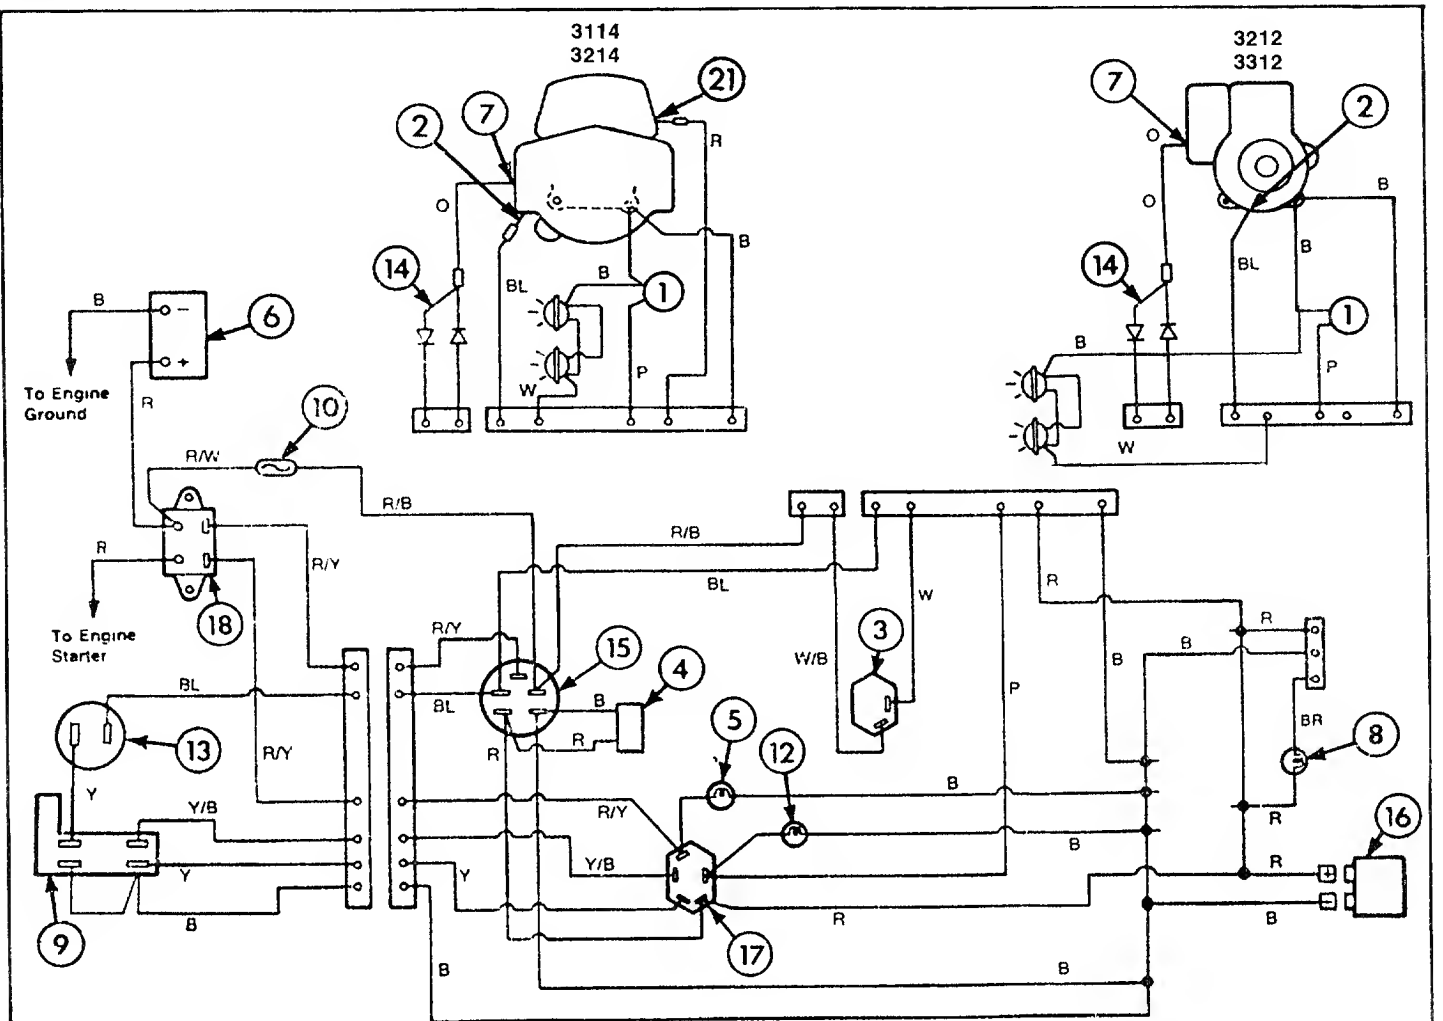 3114
3214
3212
3312
21
7
2
R
O
B
14
BL
B
1
W
P
7
2
O
O
B
B
14
BL
1
B
P
W
B
−
+
6
To Engine
Ground
R
10
R/W
R/B
R/B
R
R/Y
BL
R
18
To Engine
Starter
R/Y
15
4
3
W
W/B
B
B
R
BL
BL
B
13
R/Y
R
R
5
12
P
BR
8
Y
Y/B
R/Y
B
R
Y
Y/B
Y
B
16
R
+
B
9
R
17
B
−
B
B